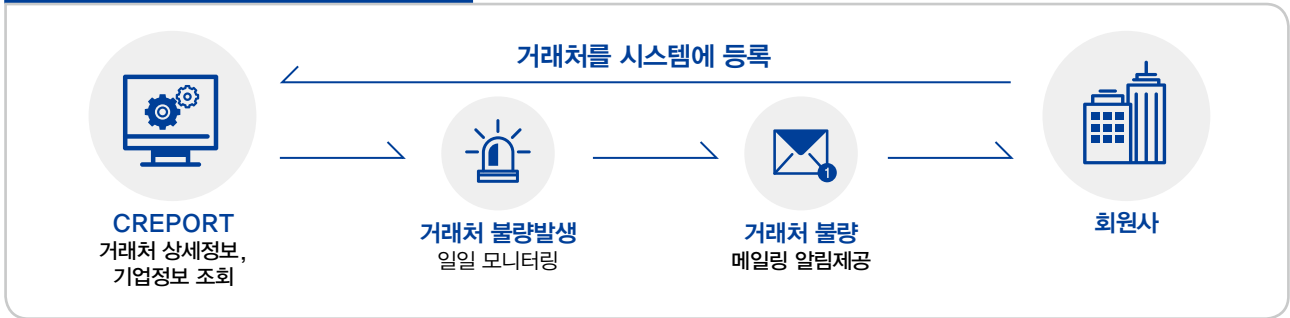 거래처를 시스템에 등록
1
CREPORT
거래처 상세정보,
기업정보 조회
거래처 불량발생
일일 모니터링
거래처 불량
메일링 알림제공
회원사